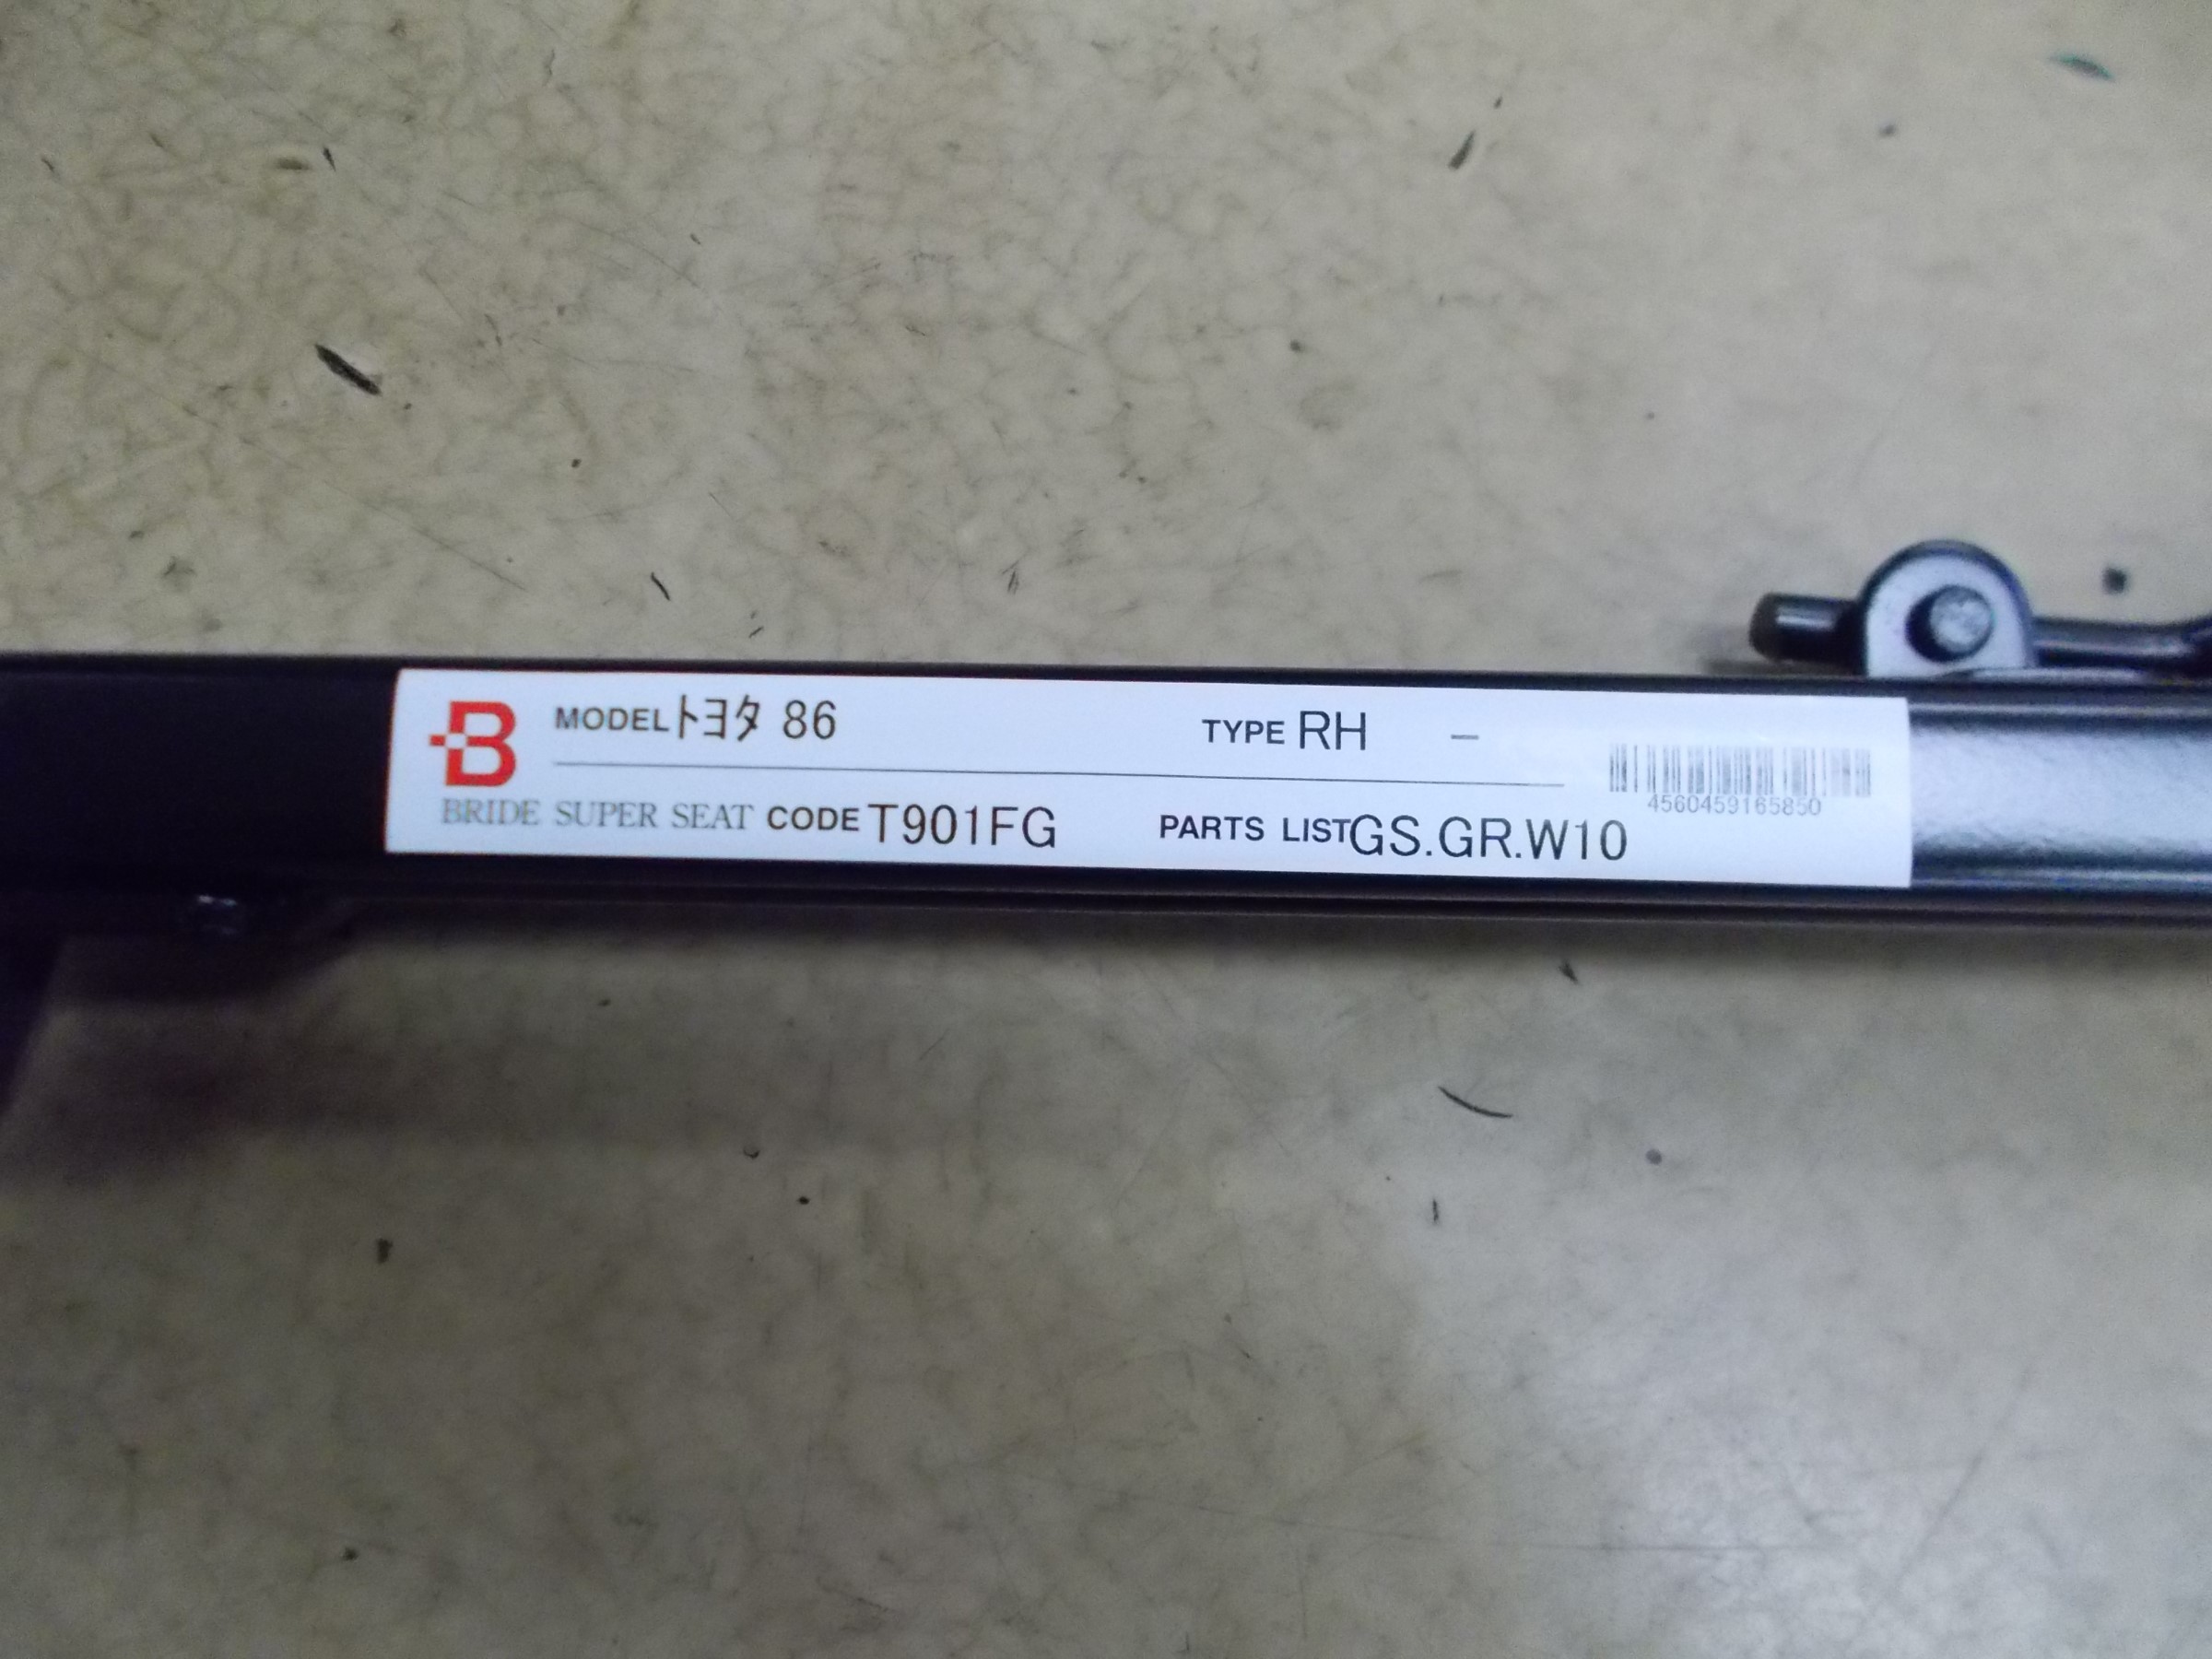 B
MODEL トヨタ 86 TYPE RH －
4560459165850
BRIDE SUPER SEAT CODE T901FG PARTS LIST GS.GR.W10